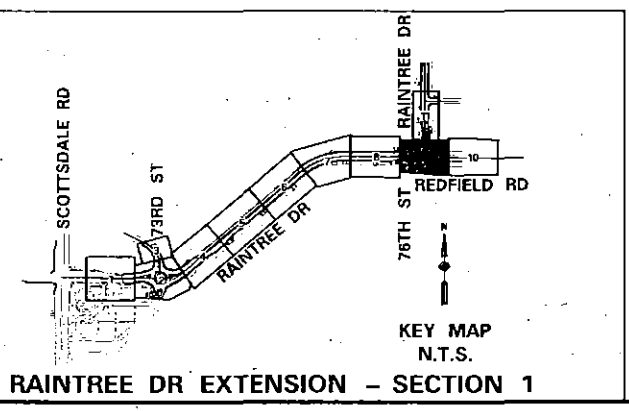 SCOTTSDALE RD
73RD ST
RAINTREE DR
76TH ST
RAINTREE DR
8
10
REDFIELD RD
KEY MAP
N.T.S.
RAINTREE DR EXTENSION - SECTION 1